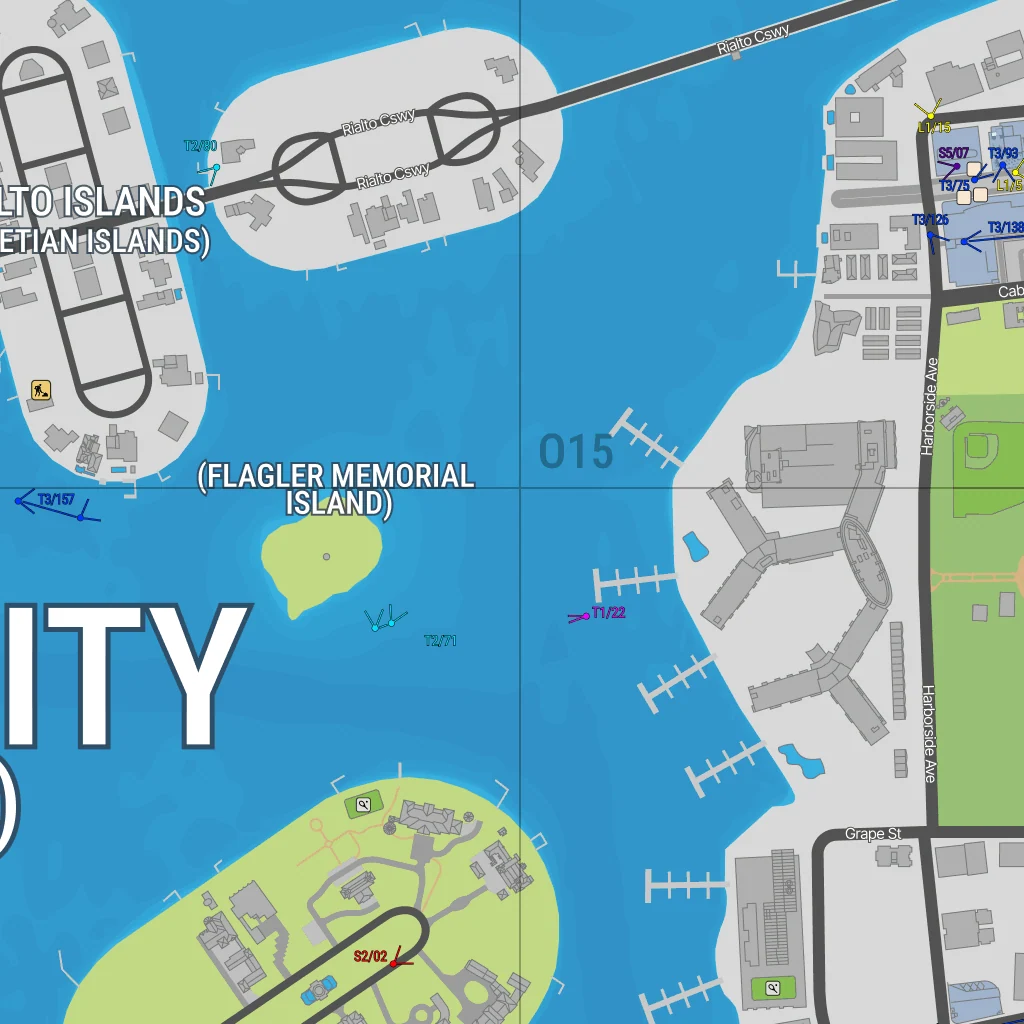 Rialto Cswy
Rialto Cswy
Rialto Cswy
T2/80
L1/15
S5/07
T3/93
T3/75
L1/5
T3/126
T3/138
LTO ISLANDS
ETIAN ISLANDS)
Cab
Harborside Ave
O15
(FLAGLER MEMORIAL
ISLAND)
T3/157
T1/22
T2/71
ITY
)
Harborside Ave
Grape St
S2/02